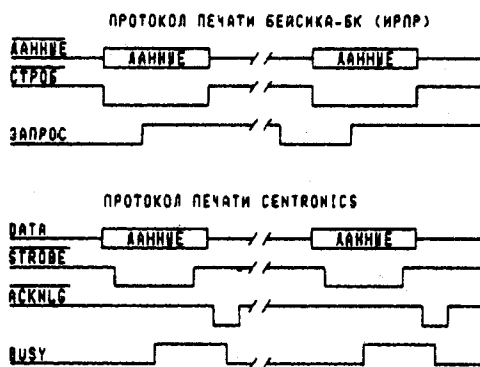 ПРОТОКОЛ ПЕЧАТИ БЕЙСИКА-БК (ИРПР)
ДАННЫЕ ДАННЫЕ ДАННЫЕ
СТРОБ
ЗАПРОС
ПРОТОКОЛ ПЕЧАТИ CENTRONICS
DATA ДАННЫЕ ДАННЫЕ
STROBE
ACKNLG
BUSY